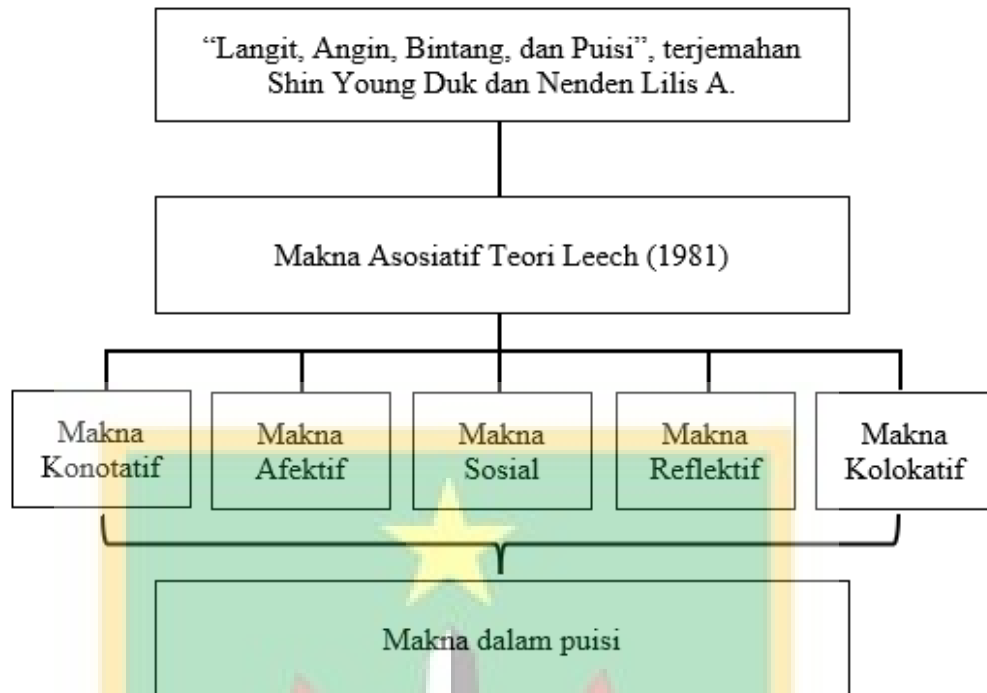 “Langit, Angin, Bintang, dan Puisi”, terjemahan
Shin Young Duk dan Nenden Lilis A.
Makna Asosiatif Teori Leech (1981)
Makna
Konotatif
Makna
Afektif
Makna
Sosial
Makna
Reflektif
Makna
Kolokatif
Makna dalam puisi